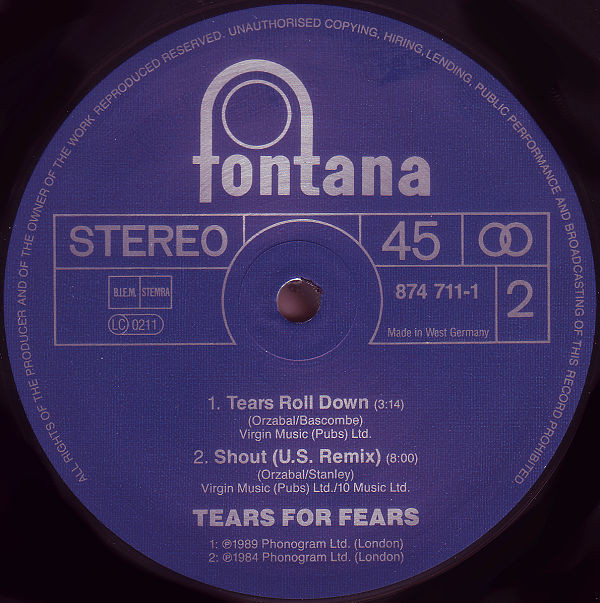 ALL RIGHTS OF THE PRODUCER AND OF THE OWNER OF THE WORK REPRODUCED RESERVED. UNAUTHORISED COPYING, HIRING, LENDING, PUBLIC PERFORMANCE AND BROADCASTING OF THIS RECORD PROHIBITED
fontana
STEREO
45
B.I.E.M. STEMRA
LC 0211
874 711-1
2
Made in West Germany
1. Tears Roll Down (3:14)
(Orzabal/Bascombe)
Virgin Music (Pubs) Ltd.
2. Shout (U.S. Remix) (8:00)
(Orzabal/Stanley)
Virgin Music (Pubs) Ltd./10 Music Ltd.
TEARS FOR FEARS
1: ℗1989 Phonogram Ltd. (London)
2: ℗1984 Phonogram Ltd. (London)